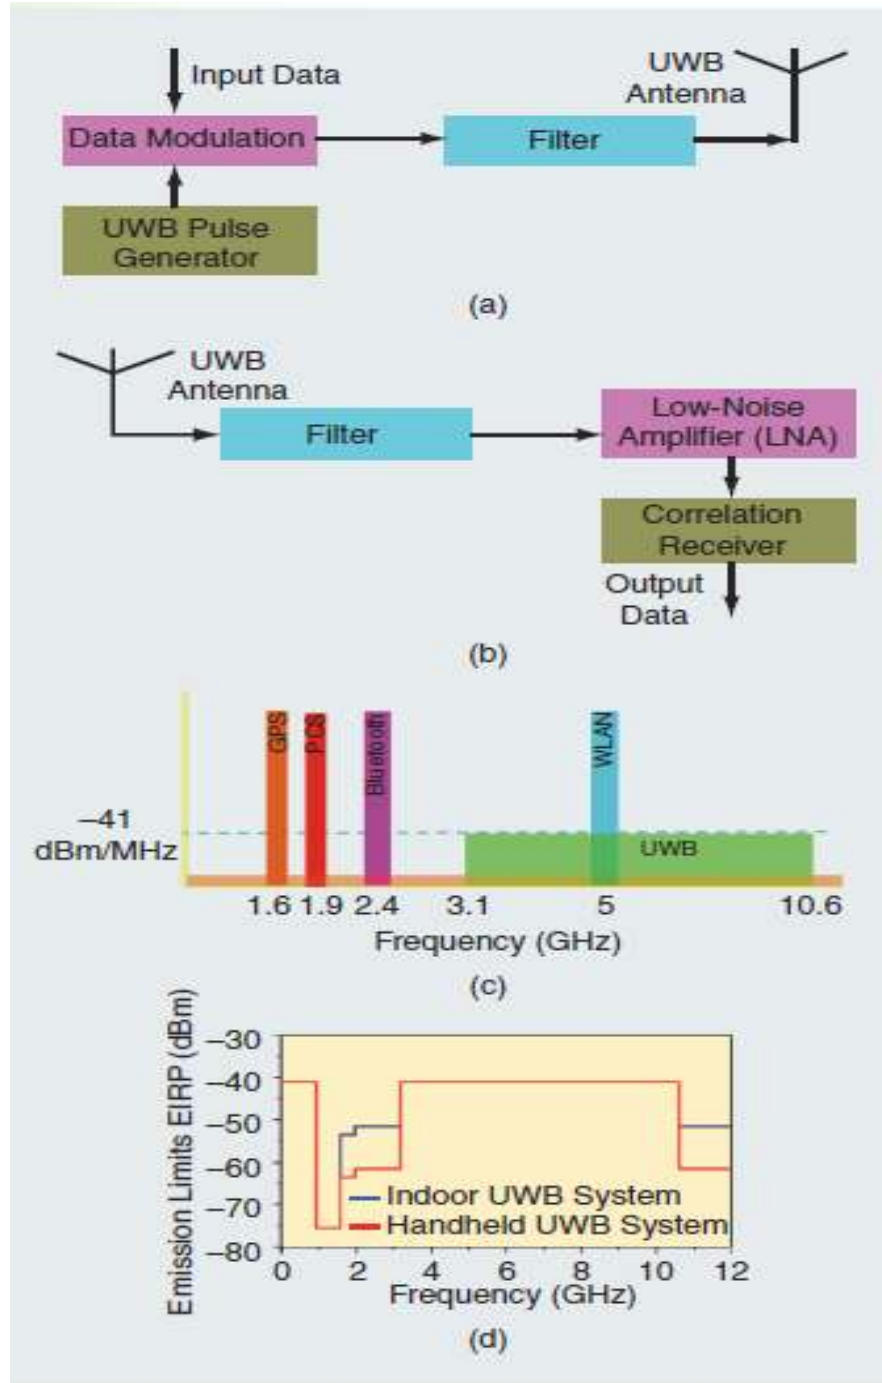 Input Data
UWB
Antenna
Data Modulation
Filter
UWB Pulse
Generator
(a)
UWB
Antenna
Filter
Low-Noise
Amplifier (LNA)
Correlation
Receiver
Output
Data
(b)
GPS
PCS
Bluetooth
WLAN
–41
dBm/MHz
UWB
1.6 1.9 2.4 3.1 5 10.6
Frequency (GHz)
(c)
Emission Limits EIRP (dBm)
–30
–40
–50
–60
–70
–80
Indoor UWB System
Handheld UWB System
0 2 4 6 8 10 12
Frequency (GHz)
(d)